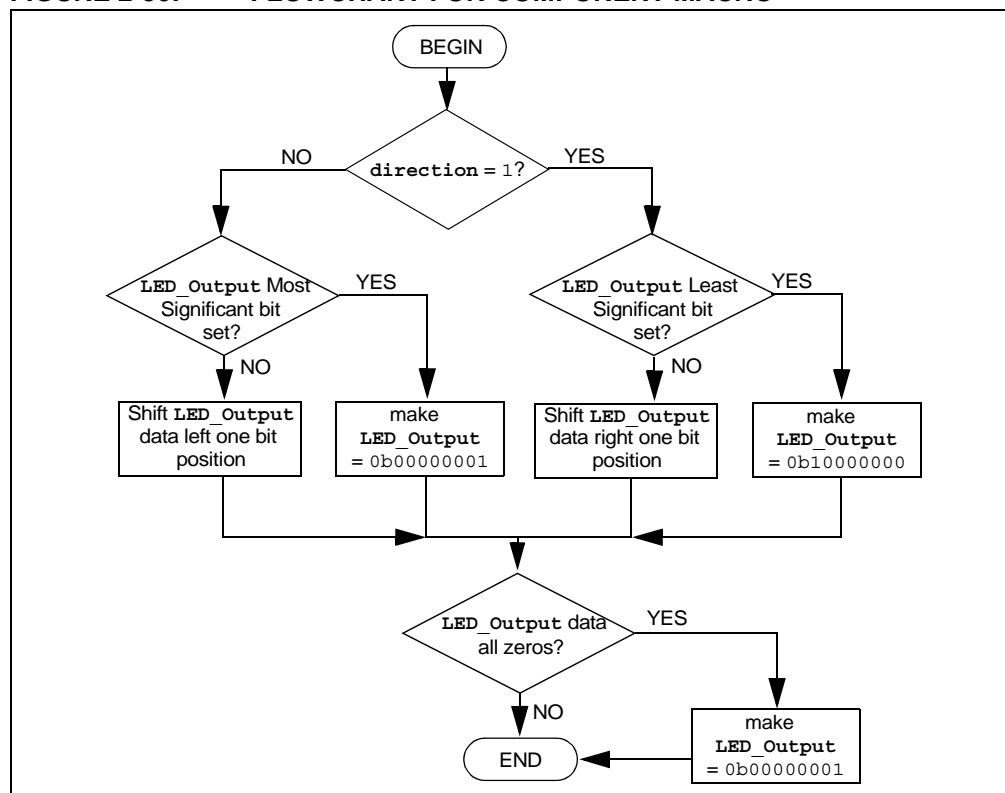 BEGIN
direction = 1?
NO
YES
LED_Output Most
Significant bit
set?
YES
NO
LED_Output Least
Significant bit
set?
YES
NO
Shift LED_Output
data left one bit
position
make
LED_Output
= 0b00000001
Shift LED_Output
data right one bit
position
make
LED_Output
= 0b10000000
LED_Output data
all zeros?
YES
NO
make
LED_Output
= 0b00000001
END